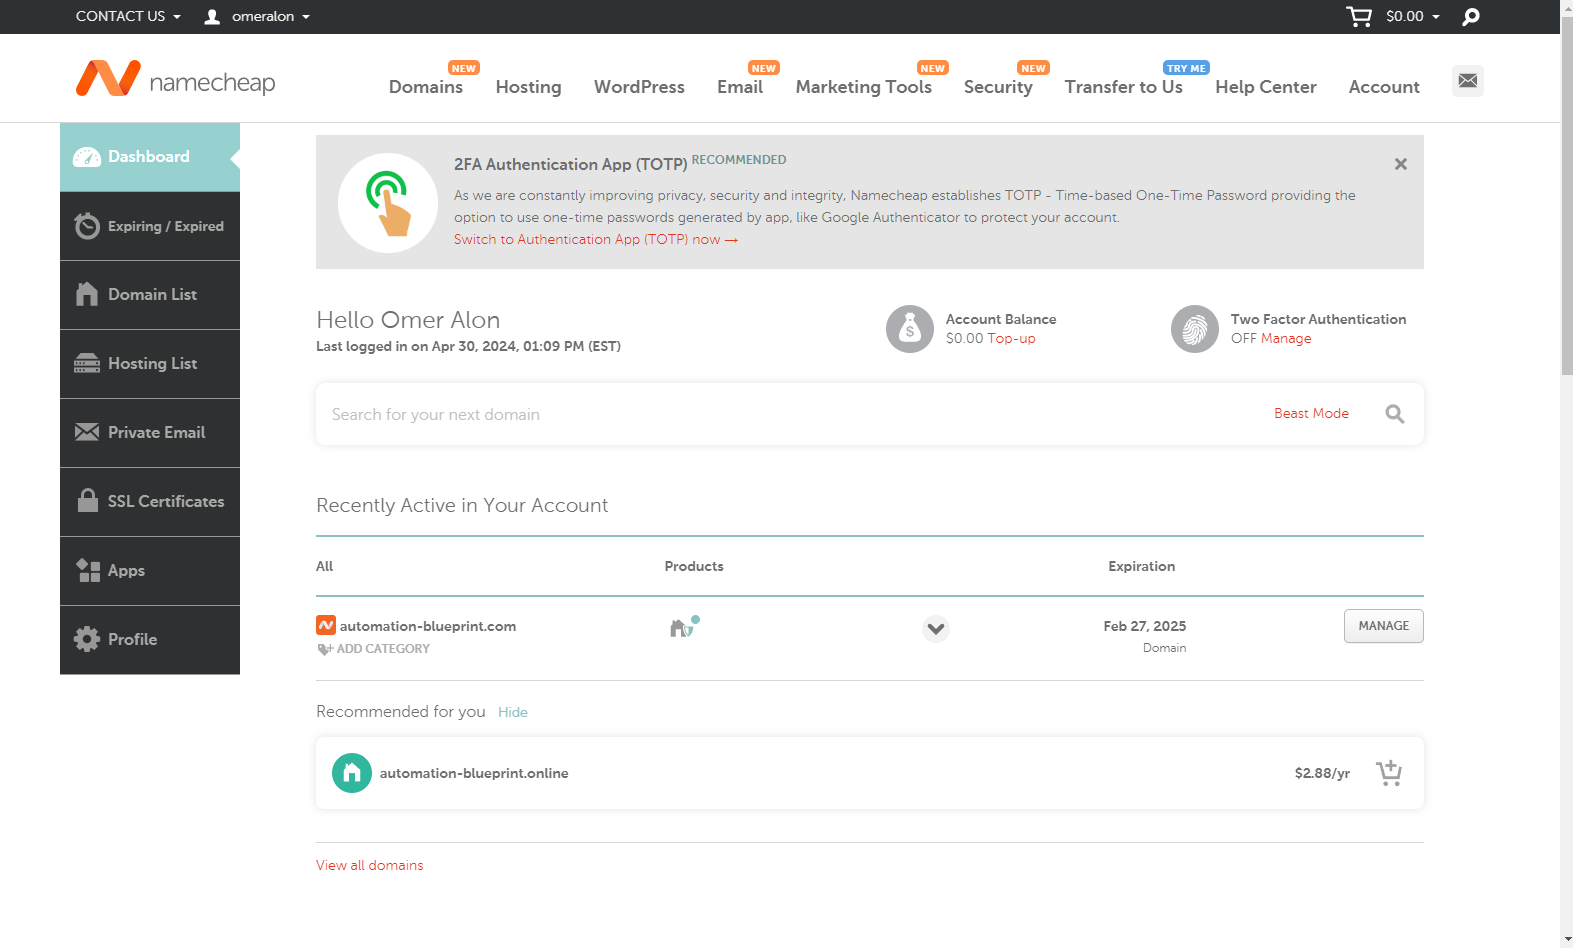 CONTACT US
omeralon
$0.00
namecheap
NEW
NEW
NEW
NEW
TRY ME
Domains
Hosting
WordPress
Email
Marketing Tools
Security
Transfer to Us
Help Center
Account
Dashboard
Expiring / Expired
Domain List
Hosting List
Private Email
SSL Certificates
Apps
Profile
2FA Authentication App (TOTP) RECOMMENDED
As we are constantly improving privacy, security and integrity, Namecheap establishes TOTP - Time-based One-Time Password providing the
option to use one-time passwords generated by app, like Google Authenticator to protect your account.
Switch to Authentication App (TOTP) now →
Hello Omer Alon
Last logged in on Apr 30, 2024, 01:09 PM (EST)
Account Balance
$0.00 Top-up
Two Factor Authentication
OFF Manage
Search for your next domain
Beast Mode
Recently Active in Your Account
All
Products
Expiration
automation-blueprint.com
ADD CATEGORY
Feb 27, 2025
Domain
MANAGE
Recommended for you Hide
automation-blueprint.online
$2.88/yr
View all domains